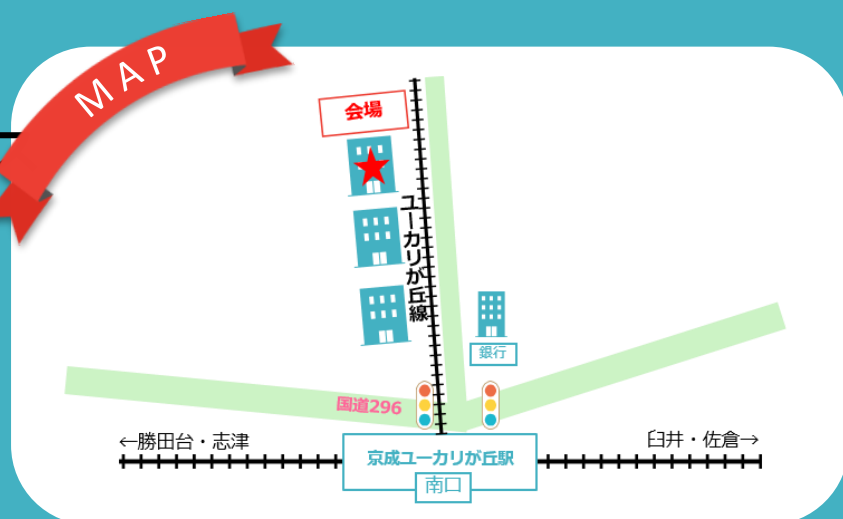 MAP
会場
ユーカリが丘線
銀行
国道296
←勝田台・志津
臼井・佐倉→
京成ユーカリが丘駅
南口